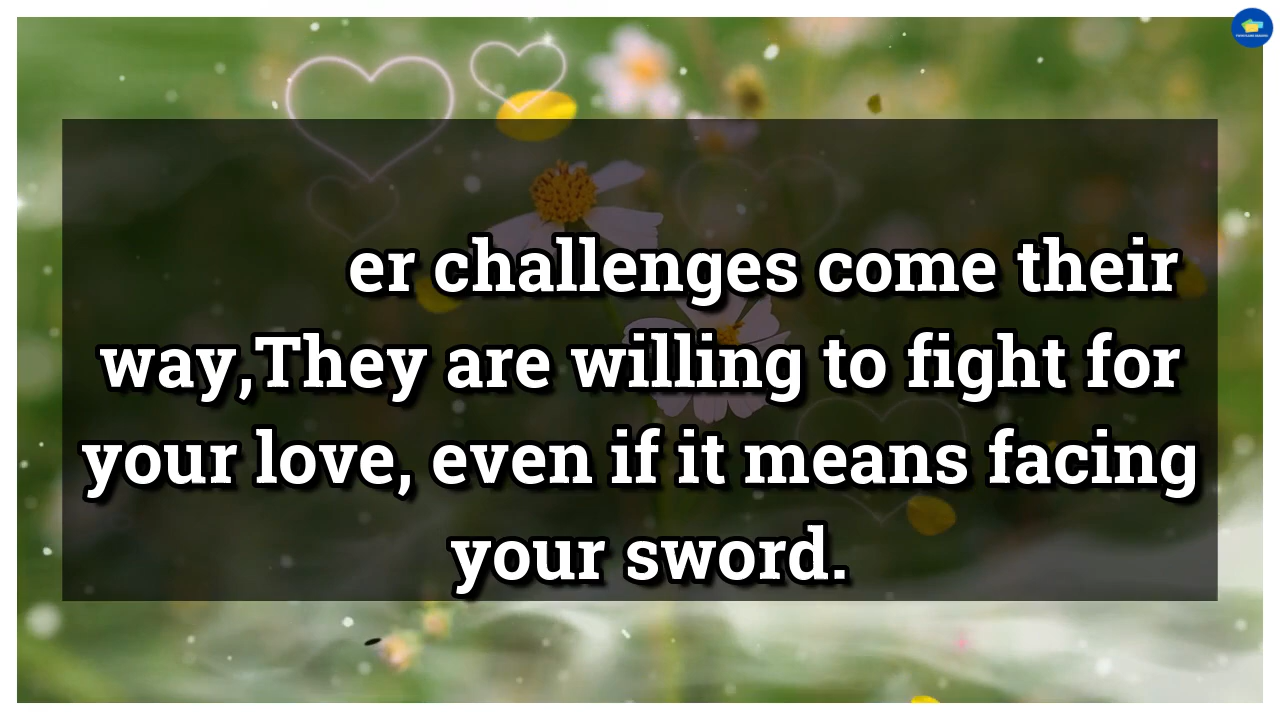 er challenges come their
way,They are willing to fight for
your love, even if it means facing
your sword.